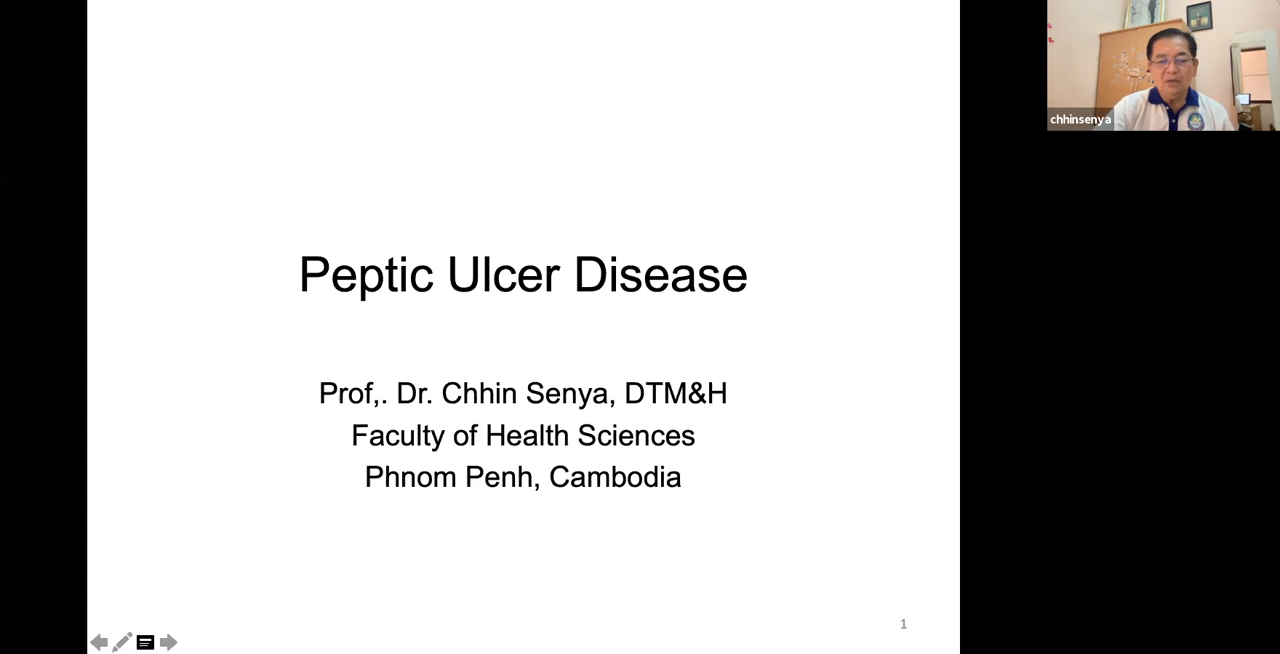 Peptic Ulcer Disease
Prof,. Dr. Chhin Senya, DTM&H
Faculty of Health Sciences
Phnom Penh, Cambodia
1
chhinsenya